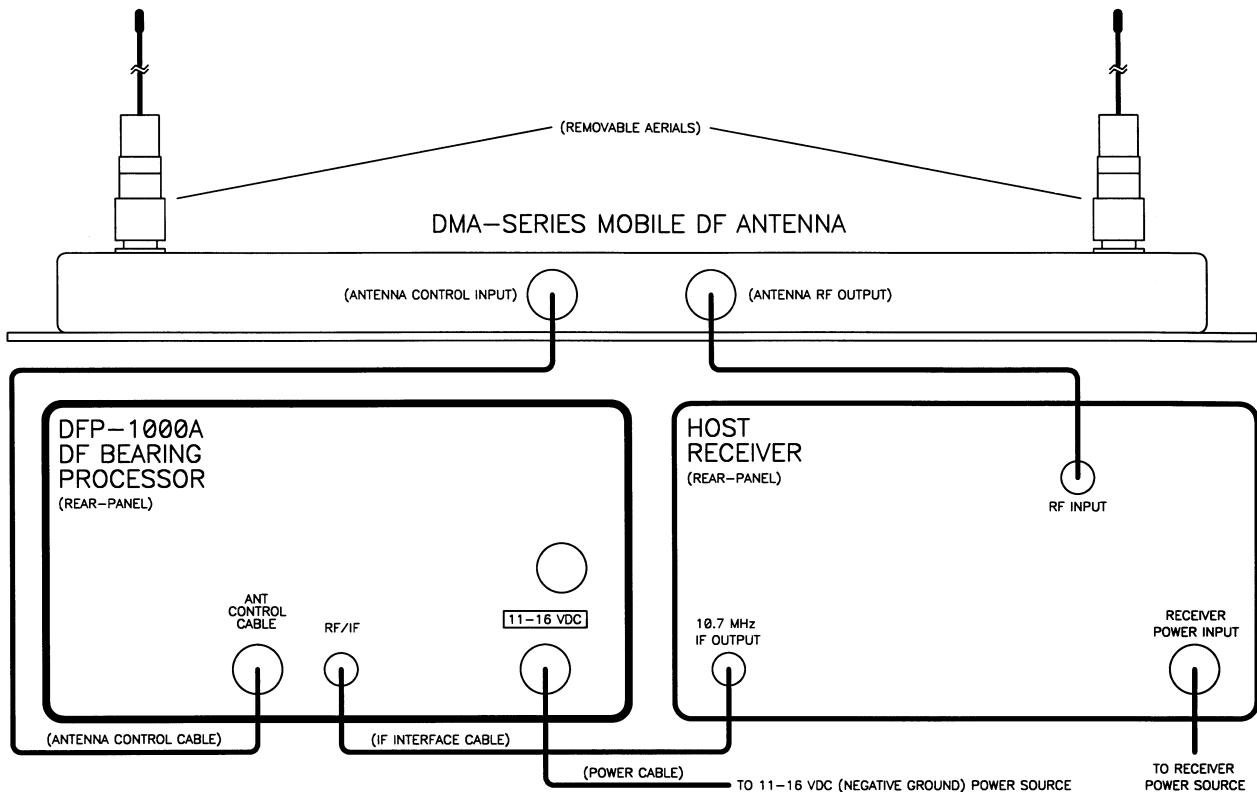 (REMOVABLE AERIALS)
DMA-SERIES MOBILE DF ANTENNA
(ANTENNA CONTROL INPUT)
(ANTENNA RF OUTPUT)
DFP-1000A
DF BEARING
PROCESSOR
(REAR-PANEL)
HOST
RECEIVER
(REAR-PANEL)
RF INPUT
ANT
CONTROL
CABLE
RF/IF
11-16 VDC
10.7 MHz
IF OUTPUT
RECEIVER
POWER INPUT
(ANTENNA CONTROL CABLE)
(IF INTERFACE CABLE)
(POWER CABLE)
TO 11-16 VDC (NEGATIVE GROUND) POWER SOURCE
TO RECEIVER
POWER SOURCE